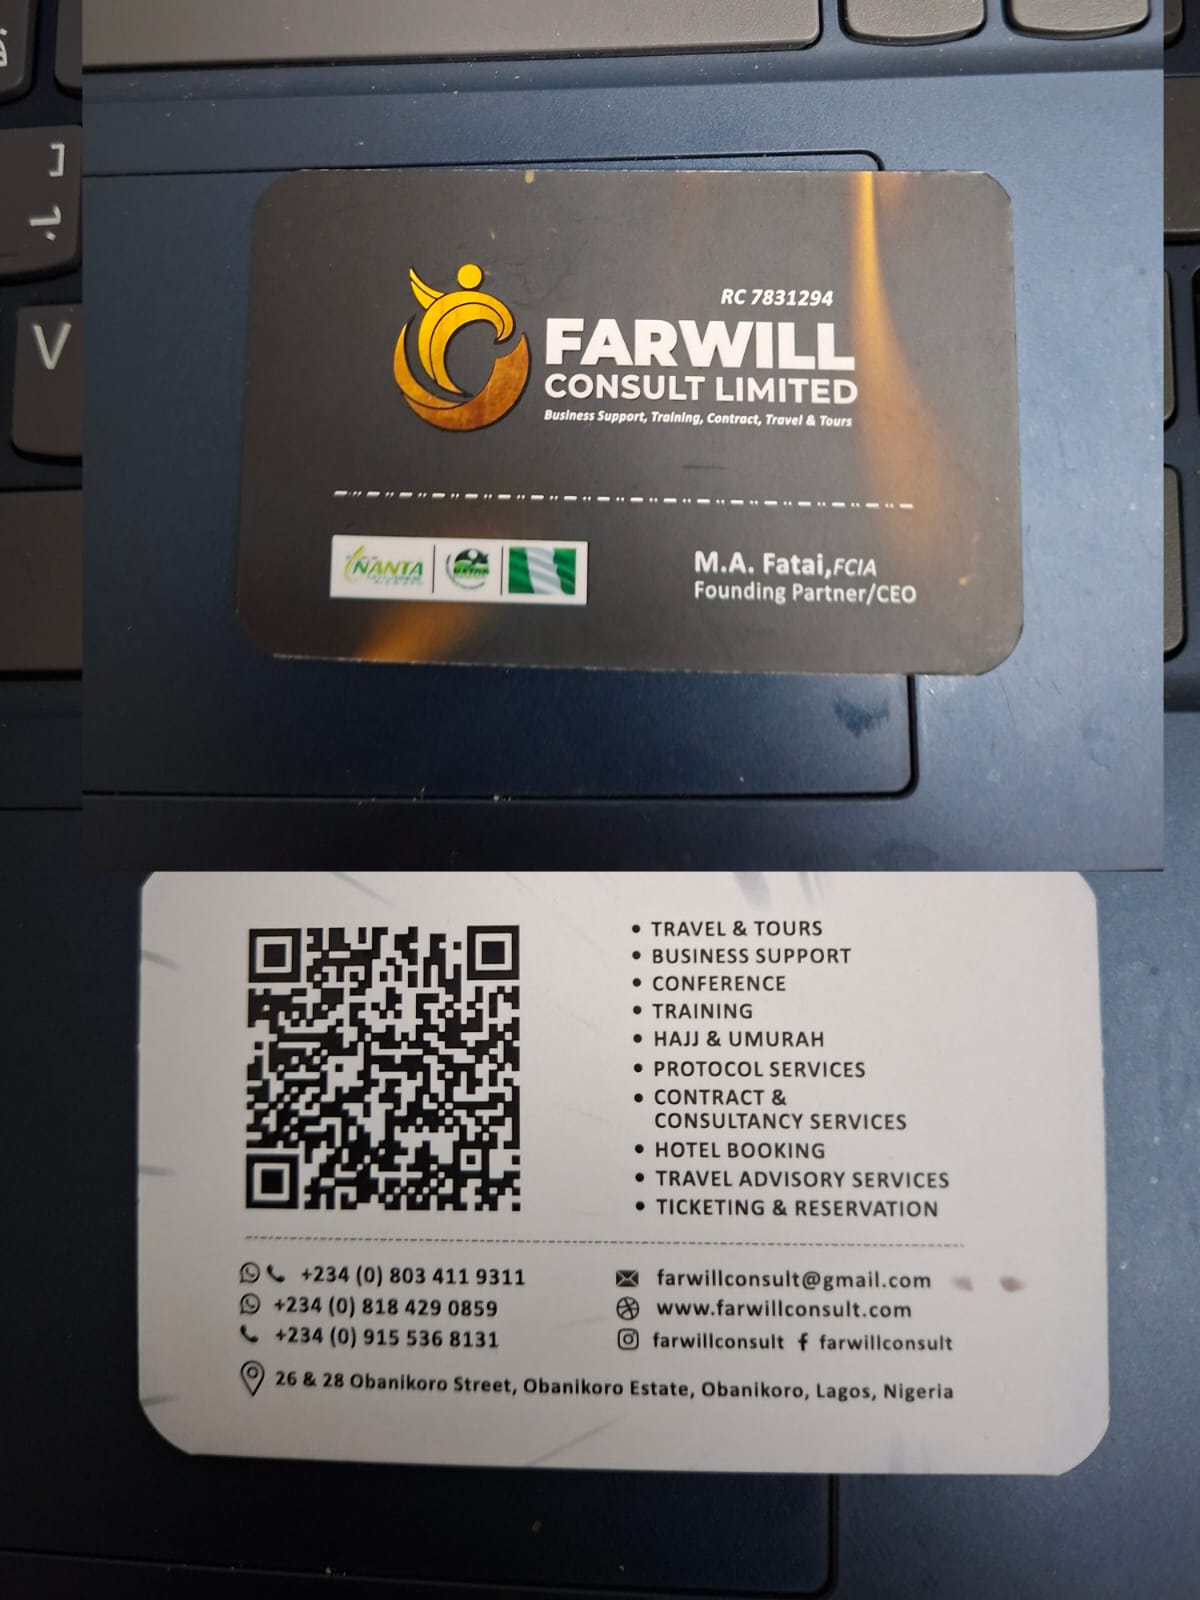 RC 7831294
FARWILL
CONSULT LIMITED
Business Support, Training, Contract, Travel & Tours
NANTA
M.A. Fatai,FCIA
Founding Partner/CEO
V
• TRAVEL & TOURS
• BUSINESS SUPPORT
• CONFERENCE
• TRAINING
• HAJJ & UMURAH
• PROTOCOL SERVICES
• CONTRACT &
CONSULTANCY SERVICES
• HOTEL BOOKING
• TRAVEL ADVISORY SERVICES
• TICKETING & RESERVATION
+234 (0) 803 411 9311
+234 (0) 818 429 0859
+234 (0) 915 536 8131
farwillconsult@gmail.com
www.farwillconsult.com
farwillconsult f farwillconsult
26 & 28 Obanikoro Street, Obanikoro Estate, Obanikoro, Lagos, Nigeria